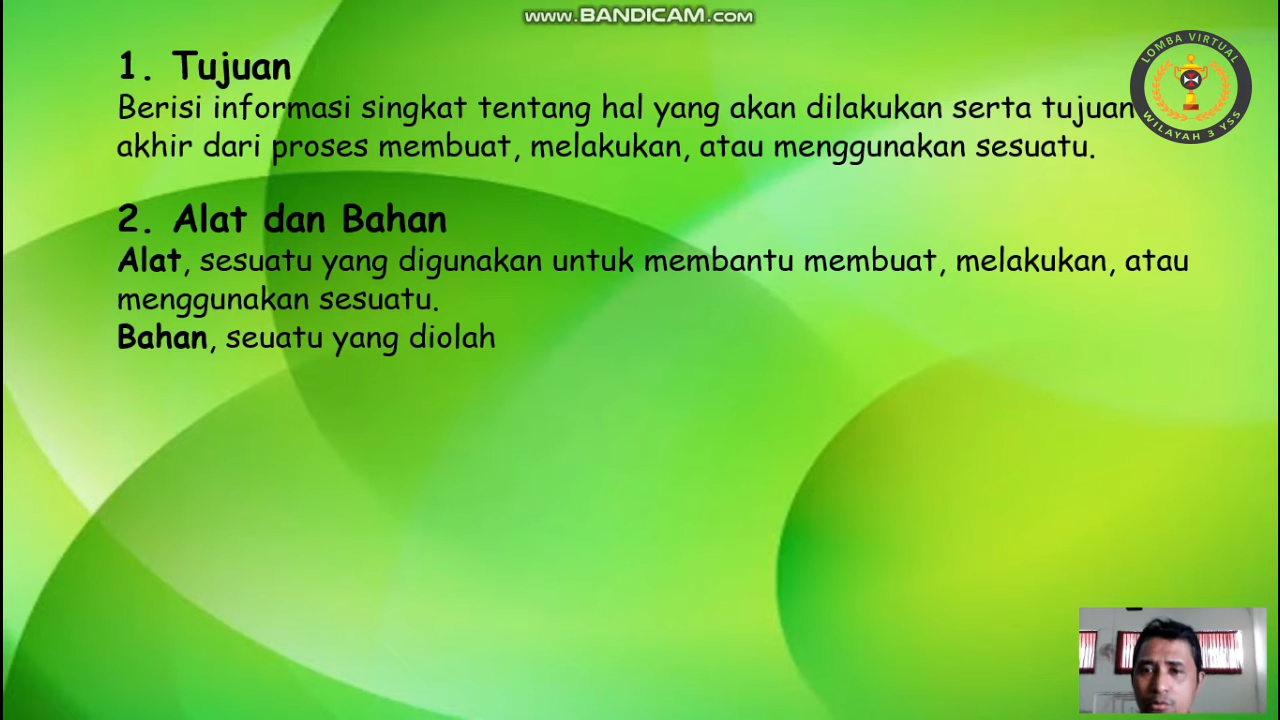 www.BANDICAM.com
1. Tujuan
Berisi informasi singkat tentang hal yang akan dilakukan serta tujuan
akhir dari proses membuat, melakukan, atau menggunakan sesuatu.
2. Alat dan Bahan
Alat, sesuatu yang digunakan untuk membantu membuat, melakukan, atau
menggunakan sesuatu.
Bahan, seuatu yang diolah
LOMBA VIRTUAL
WILAYAH 3 YSS